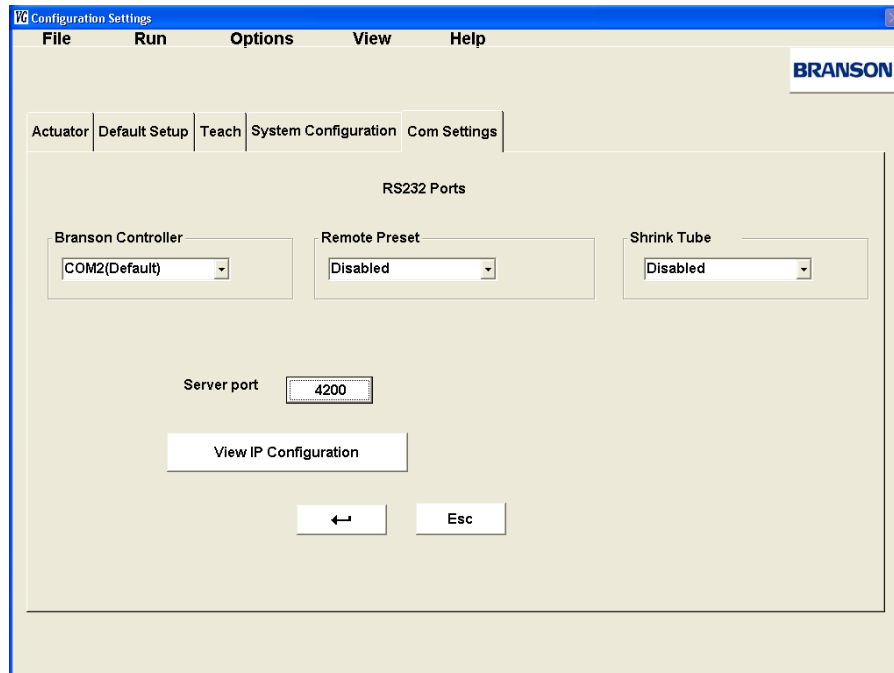 VG Configuration Settings
File Run Options View Help
BRANSON
Actuator Default Setup Teach System Configuration Com Settings
RS232 Ports
Branson Controller Remote Preset Shrink Tube
COM2(Default) Disabled Disabled
Server port 4200
View IP Configuration
Esc